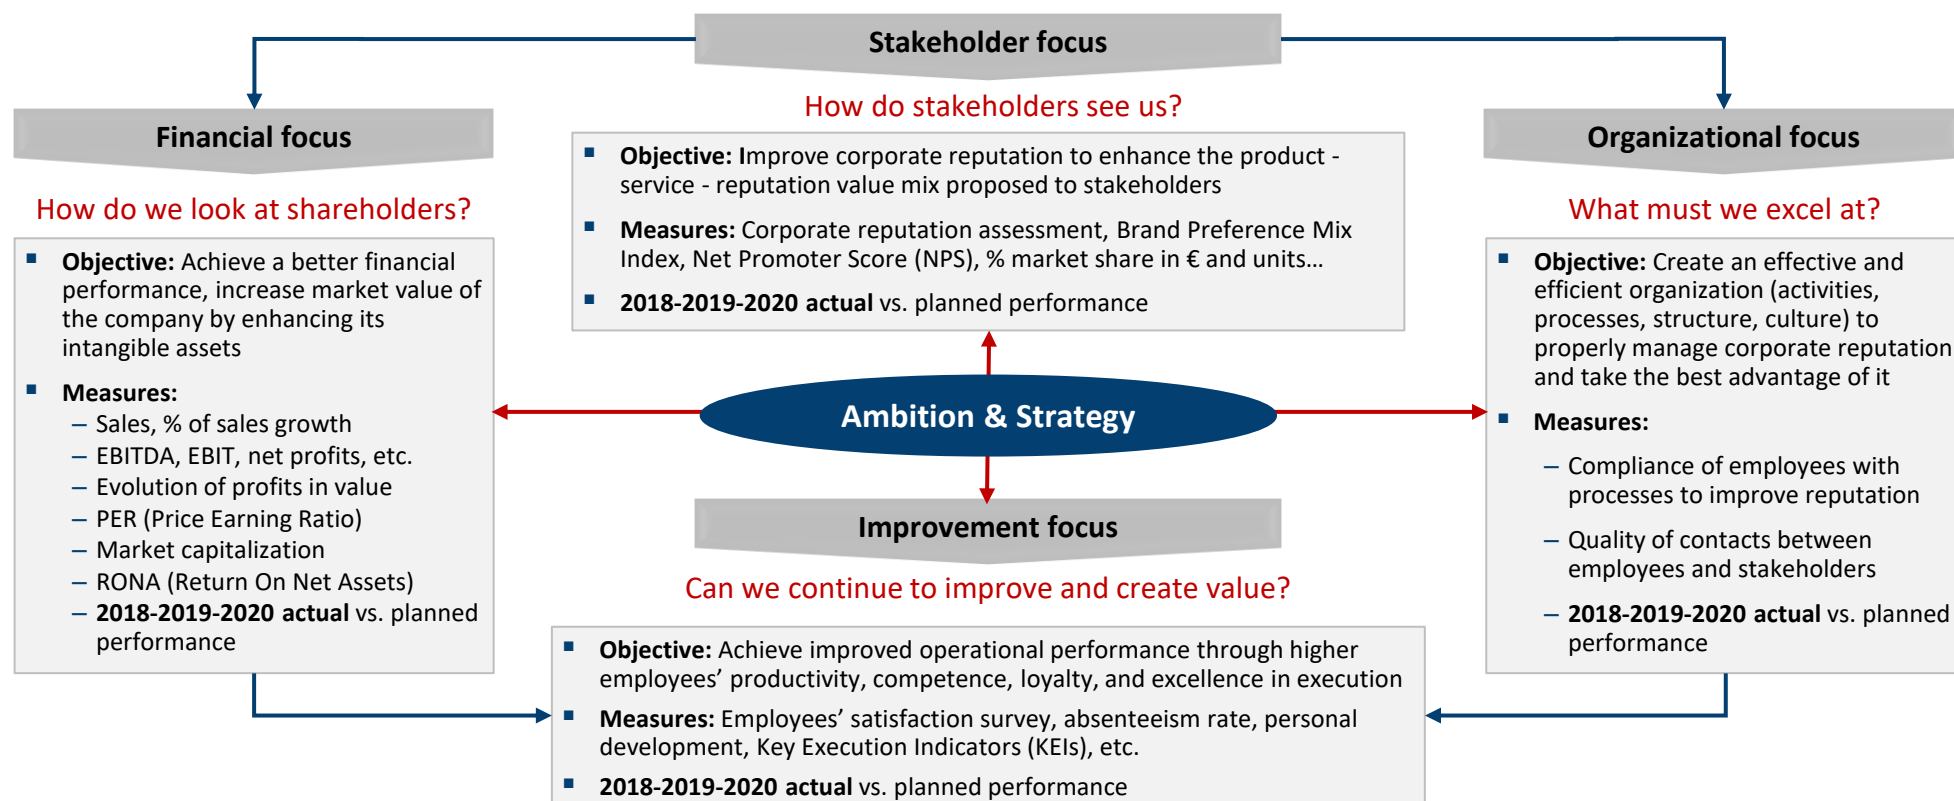 Stakeholder focus
How do stakeholders see us?
▪ Objective: Improve corporate reputation to enhance the product -
service - reputation value mix proposed to stakeholders
▪ Measures: Corporate reputation assessment, Brand Preference Mix
Index, Net Promoter Score (NPS), % market share in € and units...
▪ 2018-2019-2020 actual vs. planned performance
Financial focus
How do we look at shareholders?
▪ Objective: Achieve a better financial
performance, increase market value of
the company by enhancing its
intangible assets
▪ Measures:
– Sales, % of sales growth
– EBITDA, EBIT, net profits, etc.
– Evolution of profits in value
– PER (Price Earning Ratio)
– Market capitalization
– RONA (Return On Net Assets)
– 2018-2019-2020 actual vs. planned
performance
Ambition & Strategy
Organizational focus
What must we excel at?
▪ Objective: Create an effective and
efficient organization (activities,
processes, structure, culture) to
properly manage corporate reputation
and take the best advantage of it
▪ Measures:
– Compliance of employees with
processes to improve reputation
– Quality of contacts between
employees and stakeholders
– 2018-2019-2020 actual vs. planned
performance
Improvement focus
Can we continue to improve and create value?
▪ Objective: Achieve improved operational performance through higher
employees’ productivity, competence, loyalty, and excellence in execution
▪ Measures: Employees’ satisfaction survey, absenteeism rate, personal
development, Key Execution Indicators (KEIs), etc.
▪ 2018-2019-2020 actual vs. planned performance